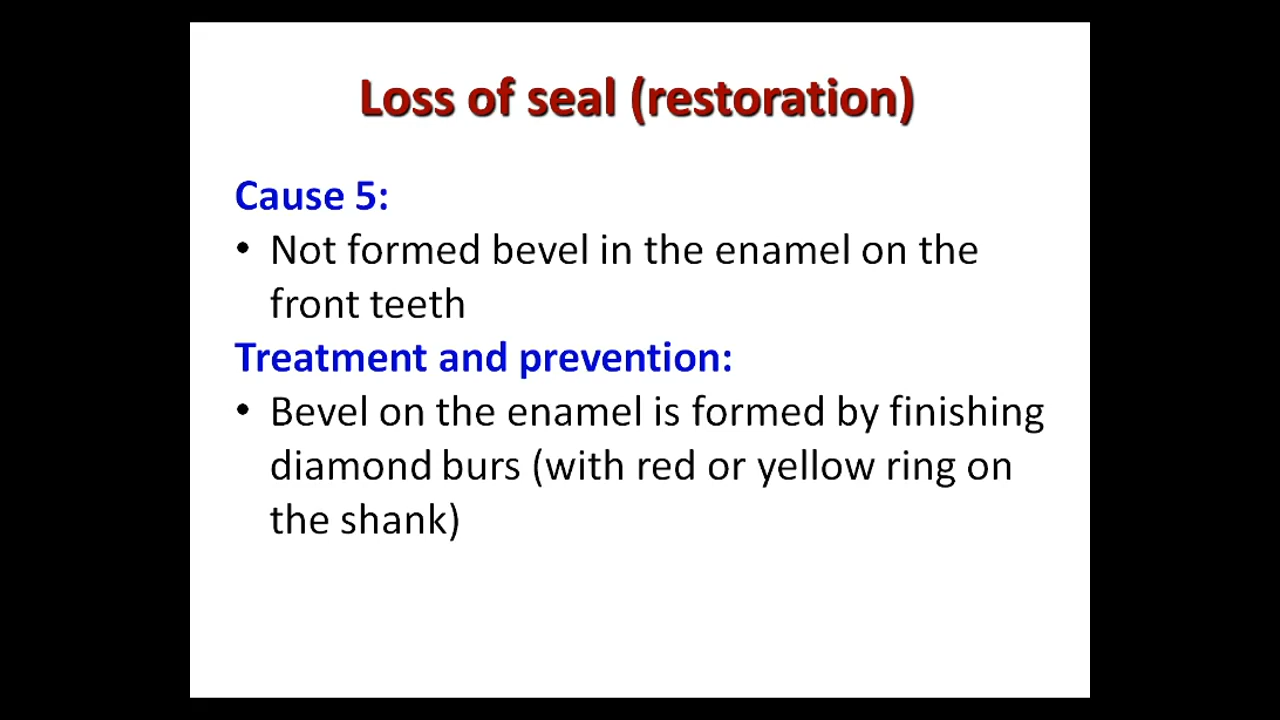 Loss of seal (restoration)
Cause 5:
• Not formed bevel in the enamel on the
front teeth
Treatment and prevention:
• Bevel on the enamel is formed by finishing
diamond burs (with red or yellow ring on
the shank)